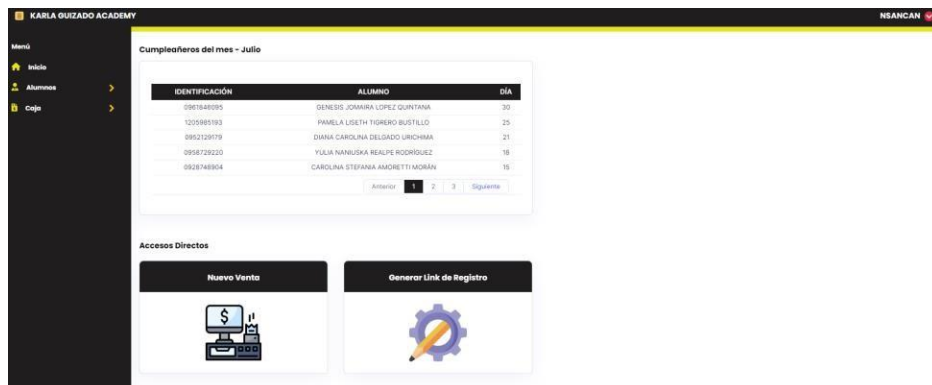 KARLA GUIZADO ACADEMY
NSANCAN
Menú
Inicio
Alumnos
Caja
Cumpleañeros del mes - Julio
IDENTIFICACIÓN ALUMNO DÍA
0961648095 GENESIS JOMAIRA LOPEZ QUINTANA 30
1205985193 PAMELA LISETH TIGRERO BUSTILLO 25
0952129179 DIANA CAROLINA DELGADO URICHIMA 21
0958729220 YULIA NANIUSKA REALPE RODRÍGUEZ 18
0928748904 CAROLINA STEFANIA AMORETTI MORÁN 15
Anterior 1 2 3 Siguiente
Accesos Directos
Nuevo Venta
Generar Link de Registro
$